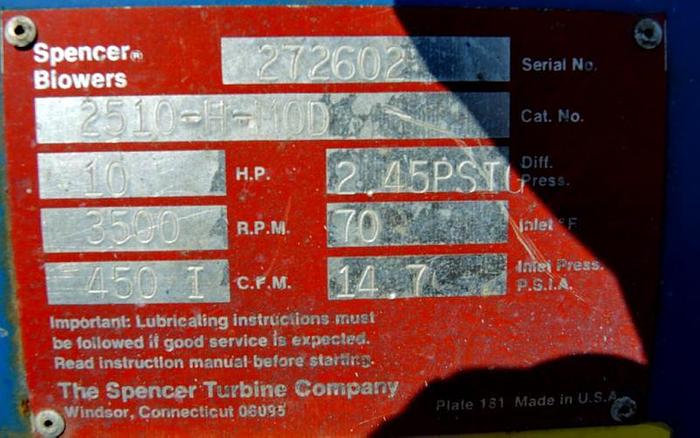 Spencer® 272602 Serial No.
Blowers
2510-H-MOD Cat. No.
10 H.P. 2.45PSIG Diff. Press.
3500 R.P.M. 70 Inlet °F
450 I C.F.M. 14.7 Inlet Press. P.S.I.A.
Important: Lubricating instructions must
be followed if good service is expected.
Read instruction manual before starting.
The Spencer Turbine Company
Windsor, Connecticut 06095
Plate 181 Made in U.S.A.